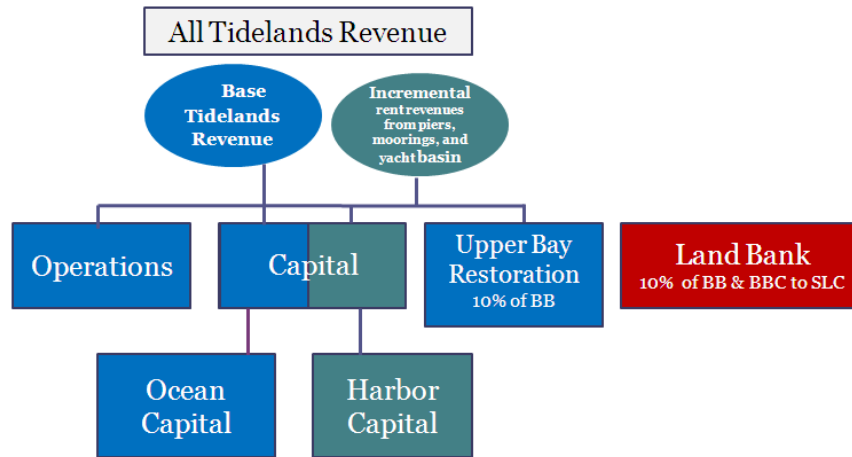 All Tidelands Revenue
Base
Tidelands
Revenue
Incremental
rent revenues
from piers,
moorings, and
yacht basin
Operations
Capital
Upper Bay
Restoration
10% of BB
Land Bank
10% of BB & BBC to SLC
Ocean
Capital
Harbor
Capital